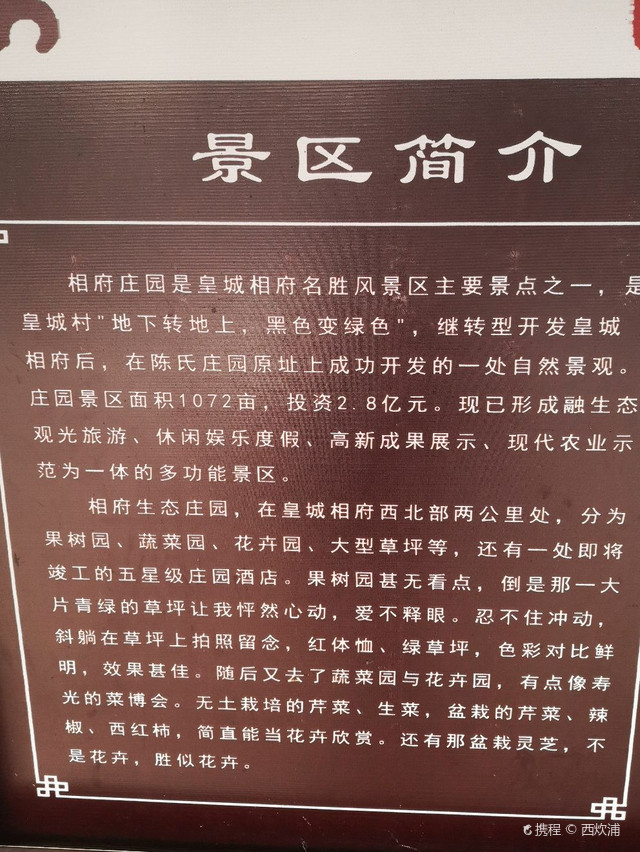 景区简介
相府庄园是皇城相府名胜风景区主要景点之一，是
皇城村"地下转地上，黑色变绿色"，继转型开发皇城
相府后，在陈氏庄园原址上成功开发的一处自然景观。
庄园景区面积1072亩，投资2.8亿元。现已形成融生态
观光旅游、休闲娱乐度假、高新成果展示、现代农业示
范为一体的多功能景区。
相府生态庄园，在皇城相府西北部两公里处，分为
果树园、蔬菜园、花卉园、大型草坪等，还有一处即将
竣工的五星级庄园酒店。果树园甚无看点，倒是那一大
片青绿的草坪让我怦然心动，爱不释眼。忍不住冲动，
斜躺在草坪上拍照留念，红体恤、绿草坪，色彩对比鲜
明，效果甚佳。随后又去了蔬菜园与花卉园，有点像寿
光的菜博会。无土栽培的芹菜、生菜，盆栽的芹菜、辣
椒、西红柿，简直能当花卉欣赏。还有那盆栽灵芝，不
是花卉，胜似花卉。
携程 © 西炊浦